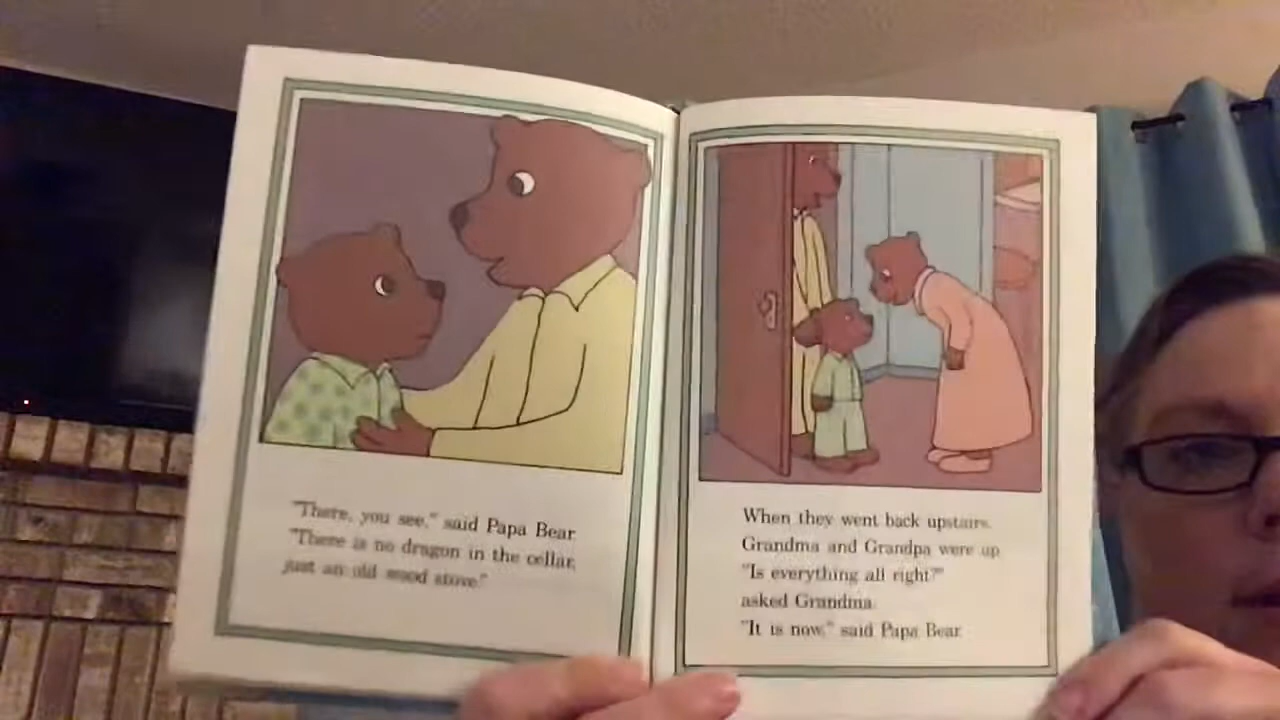 "There, you see," said Papa Bear.
"There is no dragon in the cellar,
just an old wood stove."
When they went back upstairs,
Grandma and Grandpa were up.
"Is everything all right?"
asked Grandma.
"It is now," said Papa Bear.